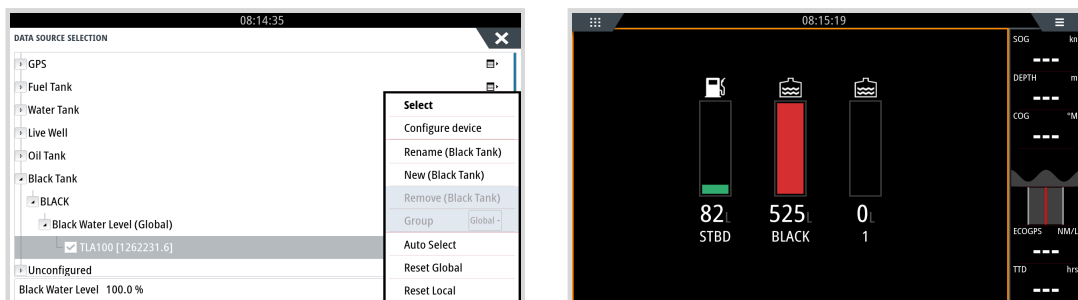 08:14:35
DATA SOURCE SELECTION
GPS
Fuel Tank
Water Tank
Live Well
Oil Tank
Black Tank
BLACK
Black Water Level (Global)
TLA100 [1262231.6]
Unconfigured
Black Water Level 100.0 %
Select
Configure device
Rename (Black Tank)
New (Black Tank)
Remove (Black Tank)
Group Global -
Auto Select
Reset Global
Reset Local
08:15:19
82 L
STBD
525 L
BLACK
0 L
1
SOG kn
---
DEPTH m
---
COG °M
---
ECOGPS NM/L
---
TTD hrs
---